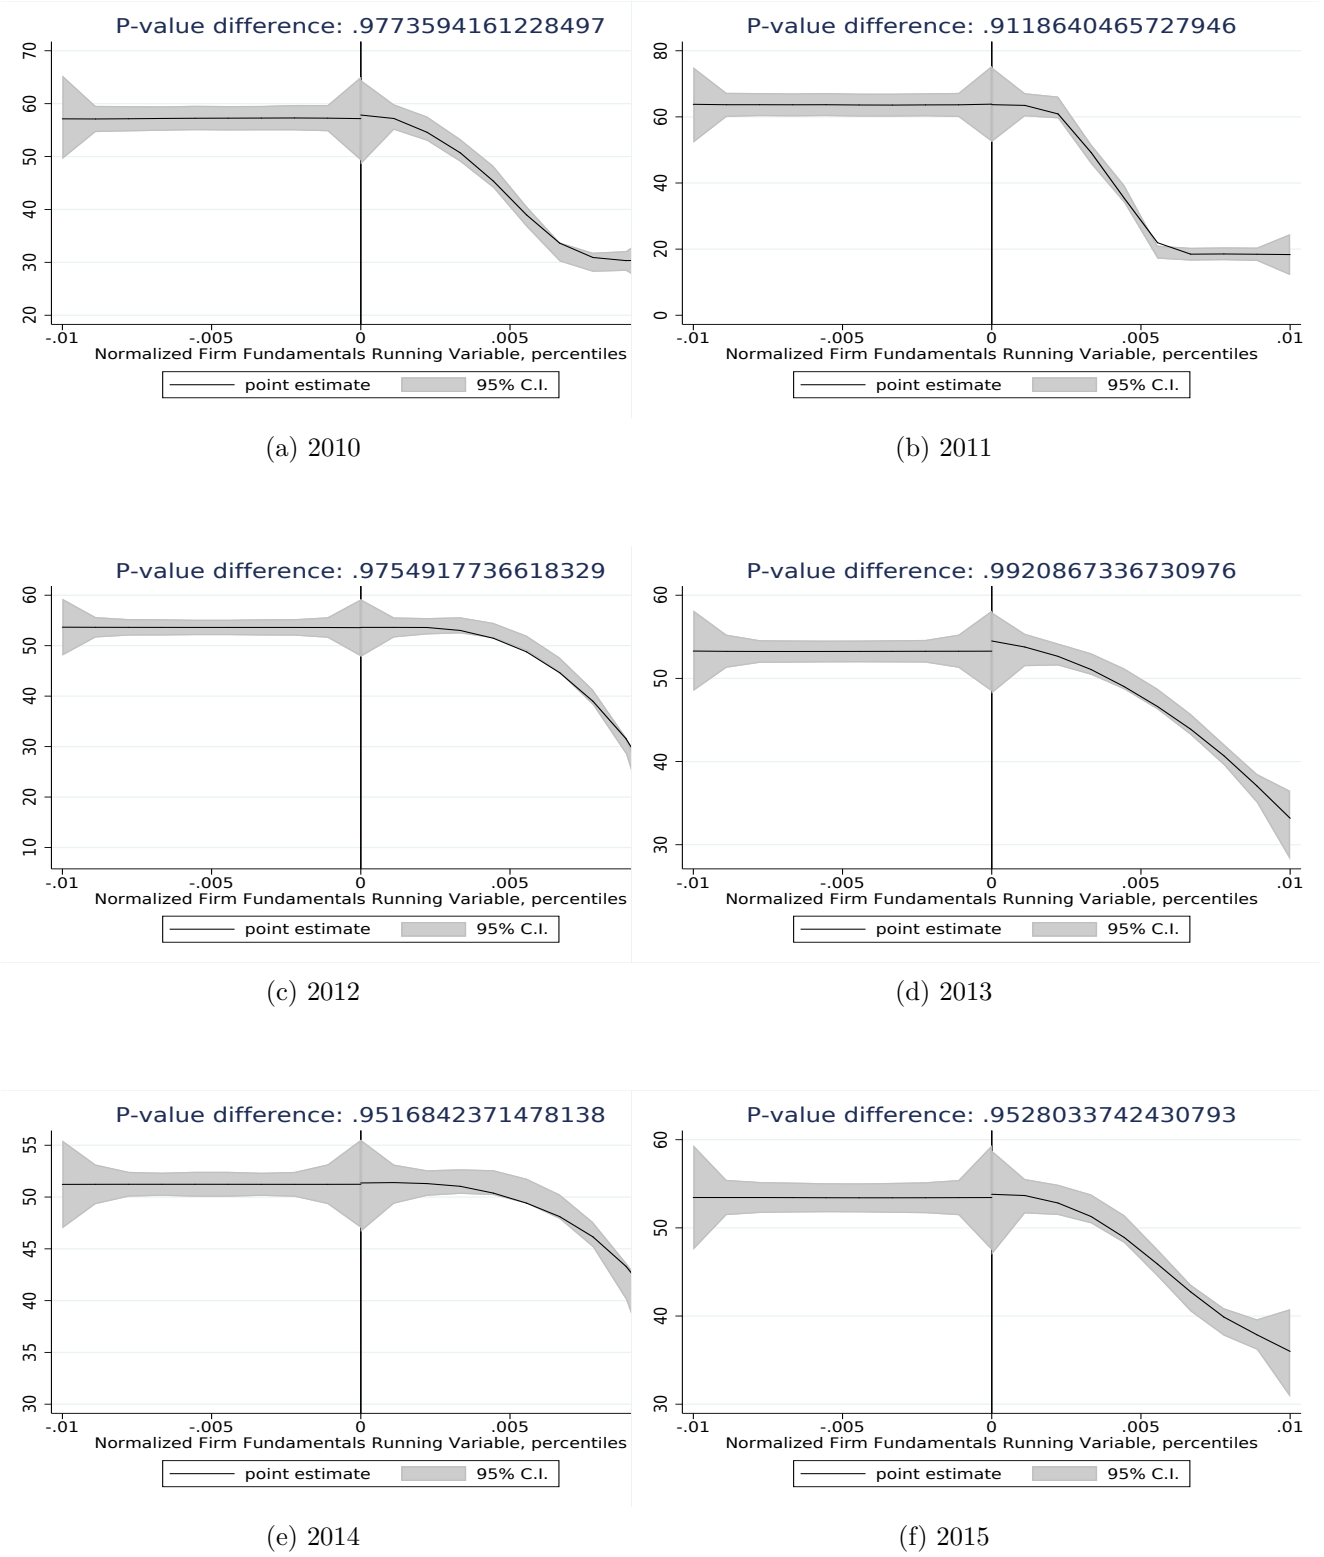 P-value difference: .9773594161228497
70
60
50
40
30
20
-.01 -.005 0 .005
Normalized Firm Fundamentals Running Variable, percentiles
point estimate 95% C.I.
(a) 2010
P-value difference: .9118640465727946
80
60
40
20
0
-.01 -.005 0 .005 .01
Normalized Firm Fundamentals Running Variable, percentiles
point estimate 95% C.I.
(b) 2011
P-value difference: .9754917736618329
60
50
40
30
20
10
-.01 -.005 0 .005
Normalized Firm Fundamentals Running Variable, percentiles
point estimate 95% C.I.
(c) 2012
P-value difference: .9920867336730976
60
50
40
30
-.01 -.005 0 .005 .01
Normalized Firm Fundamentals Running Variable, percentiles
point estimate 95% C.I.
(d) 2013
P-value difference: .9516842371478138
55
50
45
40
35
30
-.01 -.005 0 .005
Normalized Firm Fundamentals Running Variable, percentiles
point estimate 95% C.I.
(e) 2014
P-value difference: .9528033742430793
60
50
40
30
-.01 -.005 0 .005 .01
Normalized Firm Fundamentals Running Variable, percentiles
point estimate 95% C.I.
(f) 2015